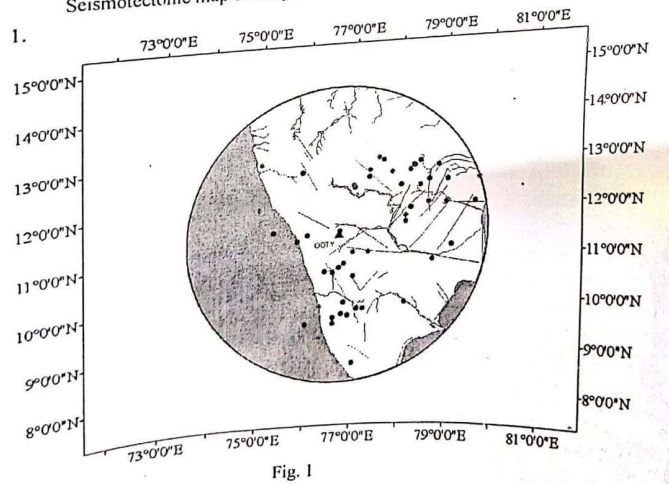 Seismotectonic map
1.
73°0'0"E 75°0'0"E 77°0'0"E 79°0'0"E 81°0'0"E
15°0'0"N 15°0'0"N
14°0'0"N 14°0'0"N
13°0'0"N 13°0'0"N
12°0'0"N 12°0'0"N
OOTY
11°0'0"N 11°0'0"N
10°0'0"N 10°0'0"N
9°0'0"N 9°0'0"N
8°0'0"N 8°0'0"N
73°0'0"E 75°0'0"E 77°0'0"E 79°0'0"E 81°0'0"E
Fig. 1